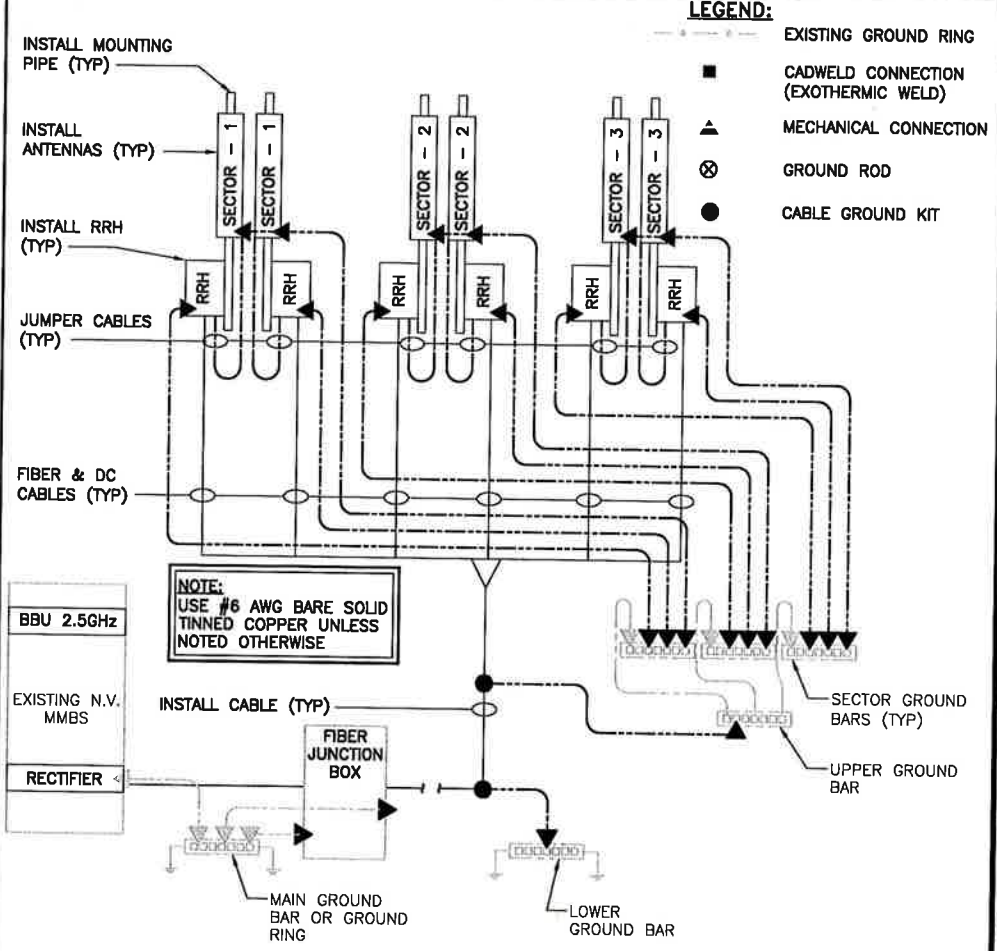 LEGEND:
EXISTING GROUND RING
CADWELD CONNECTION
(EXOTHERMIC WELD)
MECHANICAL CONNECTION
GROUND ROD
CABLE GROUND KIT
INSTALL MOUNTING
PIPE (TYP)
INSTALL
ANTENNAS (TYP)
INSTALL RRH
(TYP)
JUMPER CABLES
(TYP)
FIBER & DC
CABLES (TYP)
SECTOR - 1
SECTOR - 1
SECTOR - 2
SECTOR - 2
SECTOR - 3
SECTOR - 3
RRH
RRH
RRH
RRH
RRH
RRH
NOTE:
USE #6 AWG BARE SOLID
TINNED COPPER UNLESS
NOTED OTHERWISE
BBU 2.5GHz
EXISTING N.V.
MMBS
RECTIFIER
INSTALL CABLE (TYP)
FIBER
JUNCTION
BOX
SECTOR GROUND
BARS (TYP)
UPPER GROUND
BAR
MAIN GROUND
BAR OR GROUND
RING
LOWER
GROUND BAR